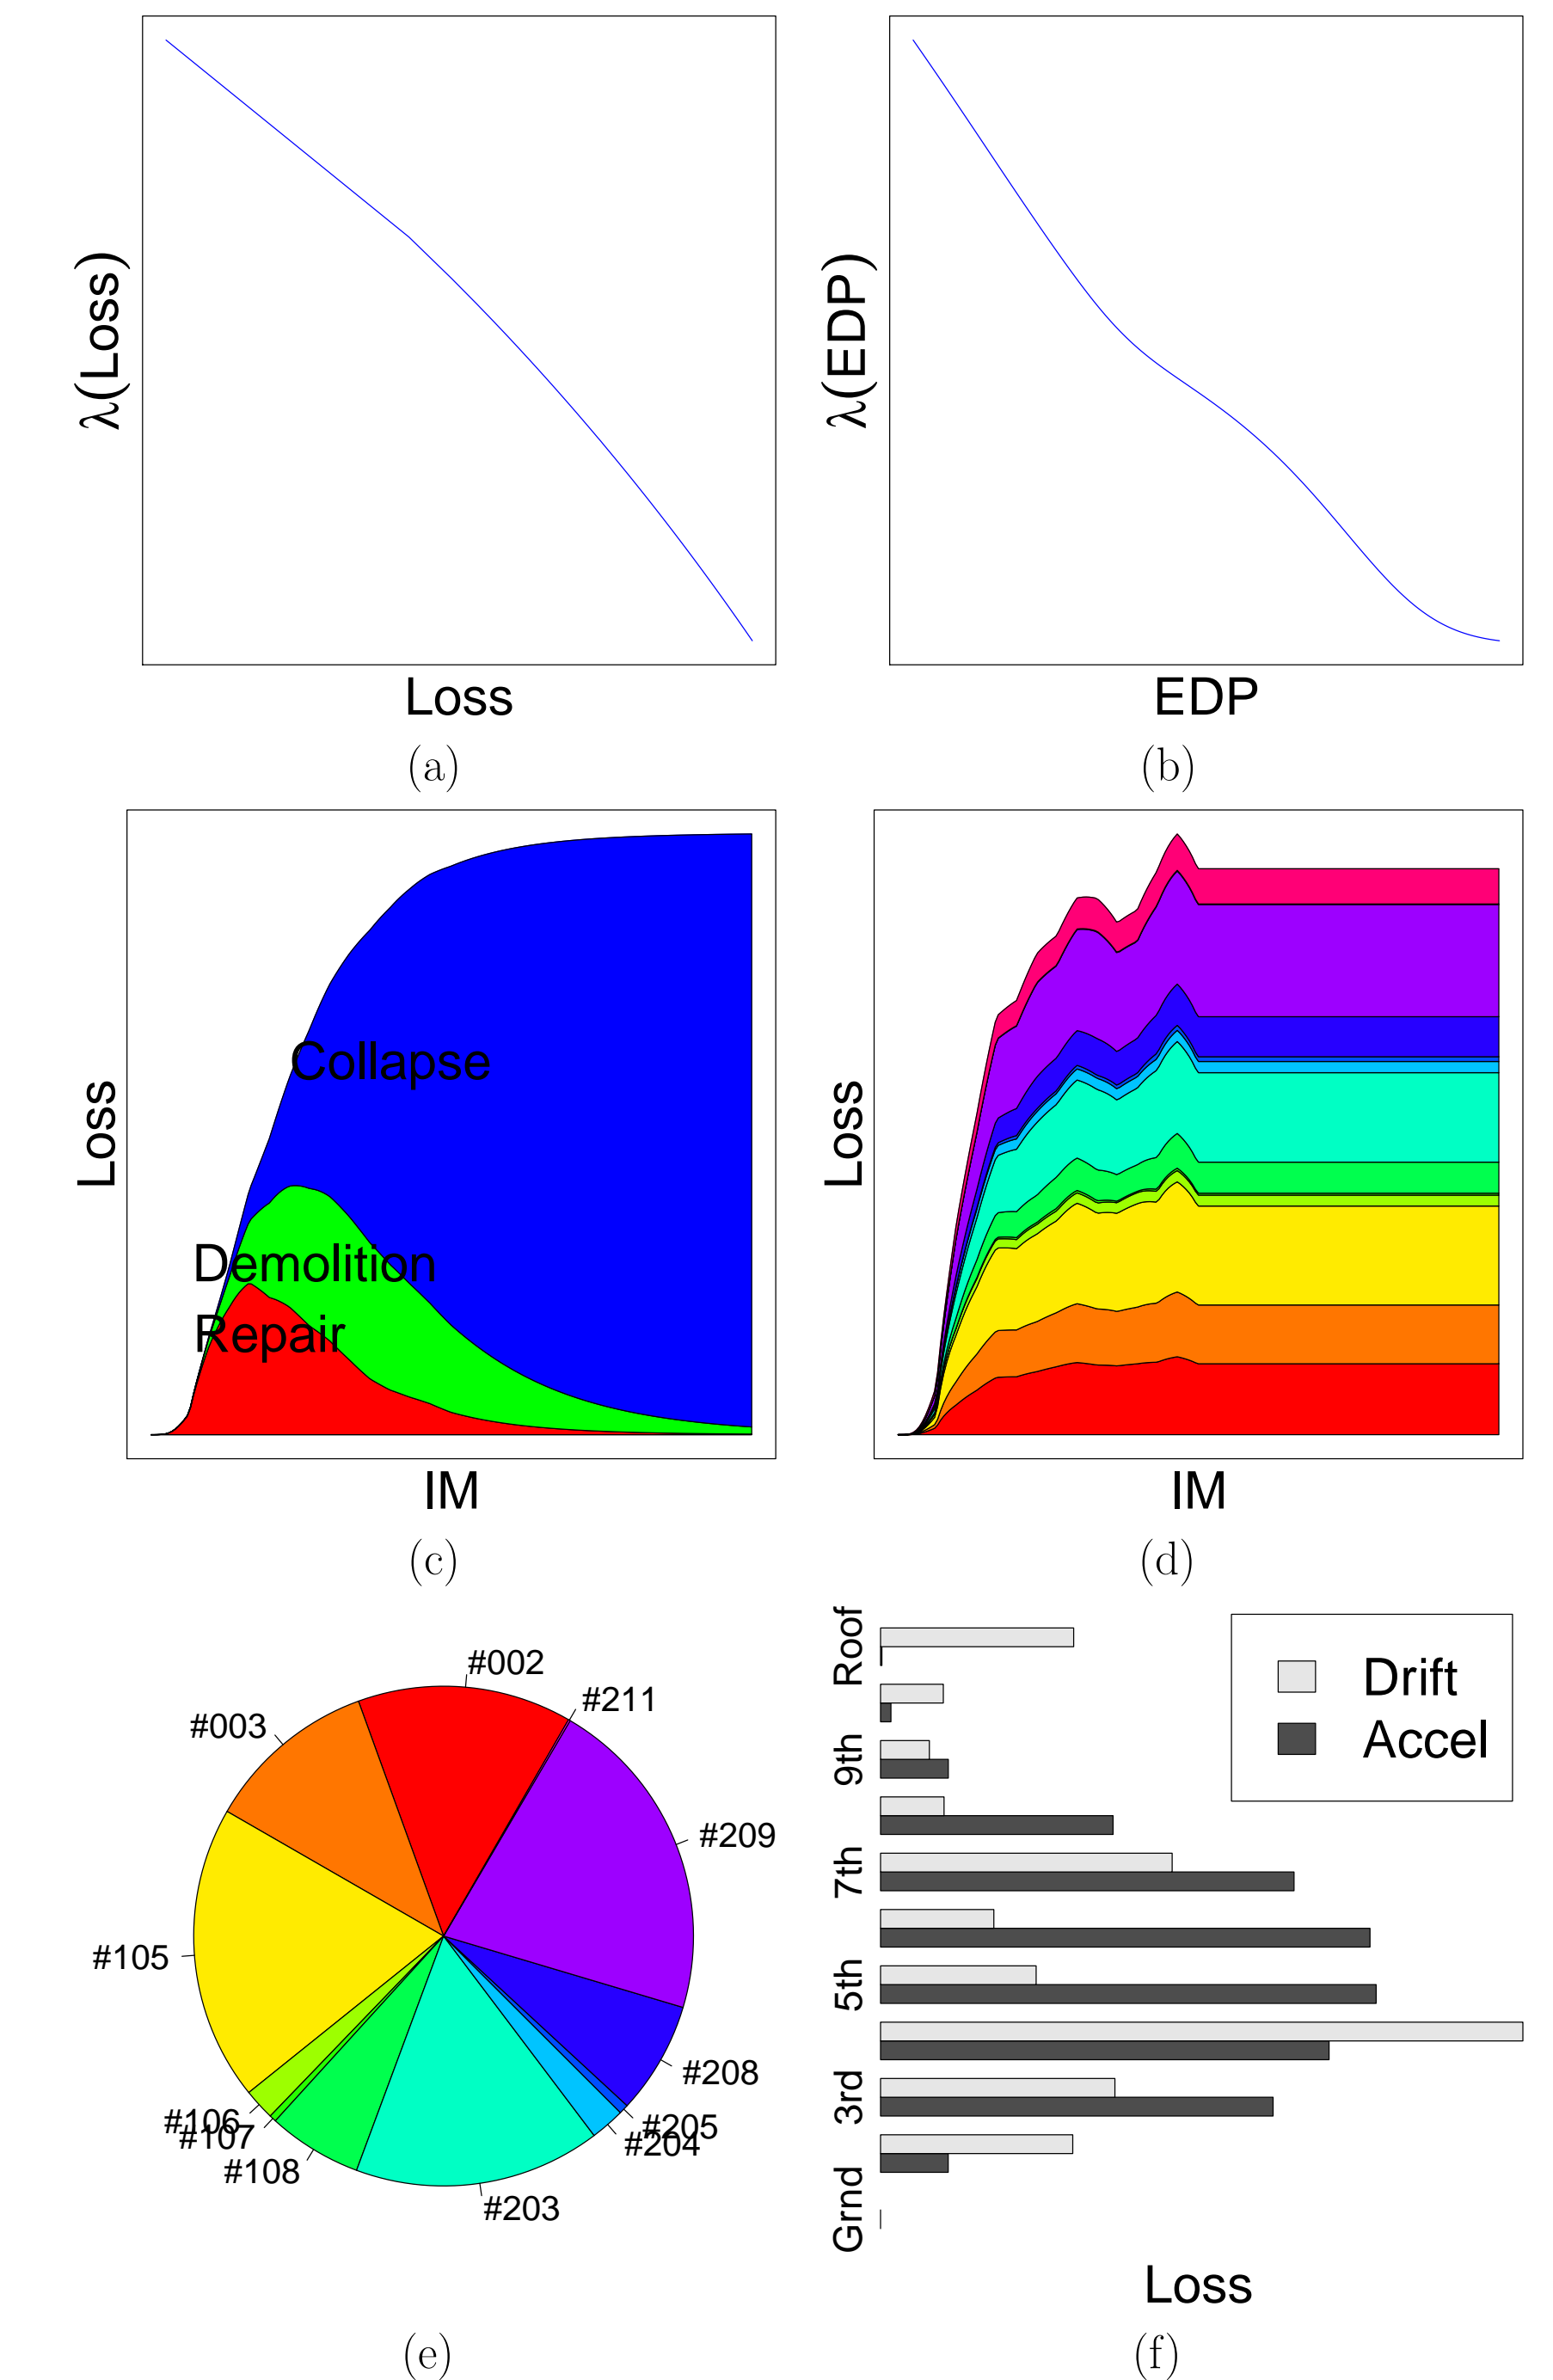 λ(Loss)
Loss
(a)
λ(EDP)
EDP
(b)
Loss
Collapse
Demolition
Repair
IM
(c)
Loss
IM
(d)
#002
#211
#003
#209
#105
#208
#106
#205
#107
#204
#108
#203
(e)
Roof
9th
7th
5th
3rd
Grnd
Drift
Accel
Loss
(f)